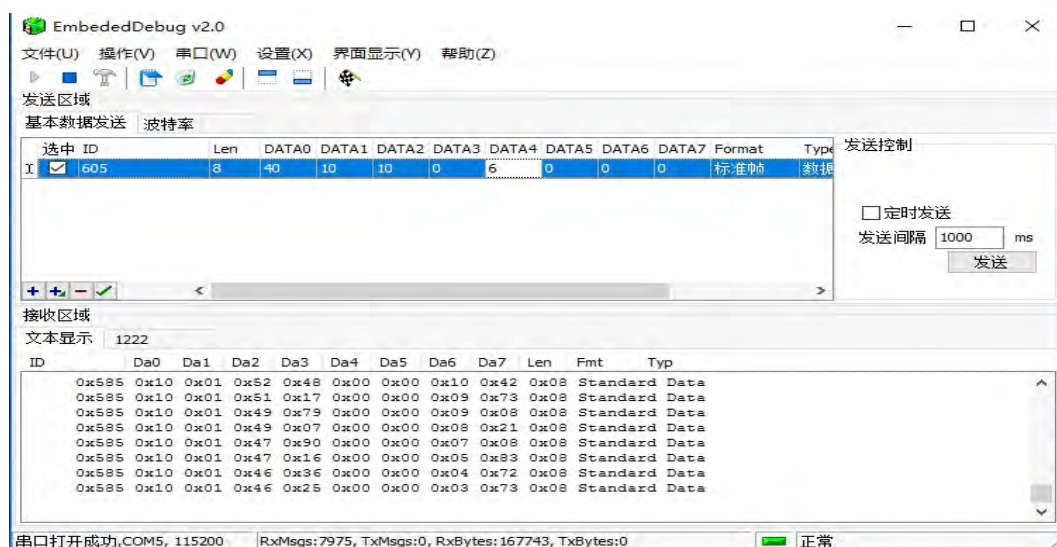 EmbededDebug v2.0
文件(U) 操作(V) 串口(W) 设置(X) 界面显示(Y) 帮助(Z)
发送区域
基本数据发送 波特率
选中 ID Len DATA0 DATA1 DATA2 DATA3 DATA4 DATA5 DATA6 DATA7 Format Type
605 8 40 10 10 0 6 0 0 0 标准帧 数据
发送控制
定时发送
发送间隔 1000 ms
发送
接收区域
文本显示 1222
ID Da0 Da1 Da2 Da3 Da4 Da5 Da6 Da7 Len Fmt Typ
0x585 0x10 0x01 0x52 0x48 0x00 0x00 0x10 0x42 0x08 Standard Data
0x585 0x10 0x01 0x51 0x17 0x00 0x00 0x09 0x73 0x08 Standard Data
0x585 0x10 0x01 0x49 0x79 0x00 0x00 0x09 0x08 0x08 Standard Data
0x585 0x10 0x01 0x49 0x07 0x00 0x00 0x08 0x21 0x08 Standard Data
0x585 0x10 0x01 0x47 0x90 0x00 0x00 0x07 0x08 0x08 Standard Data
0x585 0x10 0x01 0x47 0x16 0x00 0x00 0x05 0x83 0x08 Standard Data
0x585 0x10 0x01 0x46 0x36 0x00 0x00 0x04 0x72 0x08 Standard Data
0x585 0x10 0x01 0x46 0x25 0x00 0x00 0x03 0x73 0x08 Standard Data
串口打开成功,COM5, 115200 RxMsgs:7975, TxMsgs:0, RxBytes:167743, TxBytes:0 正常